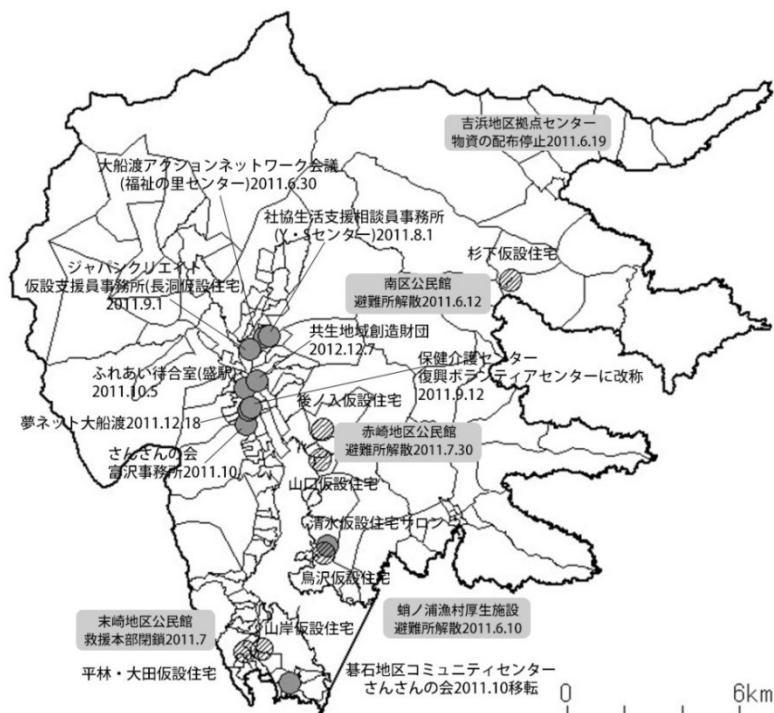 吉浜地区拠点センター
物資の配布停止2011.6.19
大船渡アクションネットワーク会議
(福祉の里センター)2011.6.30
社協生活支援相談員事務所
(Y・Sセンター)2011.8.1
杉下仮設住宅
ジャパンクリエイト
仮設支援員事務所(長洞仮設住宅)
2011.9.1
南区公民館
避難所解散2011.6.12
共生地域創造財団
2012.12.7
保健介護センター
復興ボランティアセンターに改称
2011.9.12
ふれあい待合室(盛駅)
2011.10.5
後ノ入仮設住宅
夢ネット大船渡2011.12.18
赤崎地区公民館
避難所解散2011.7.30
さんさんの会
富沢事務所2011.10
山口仮設住宅
清水仮設住宅サロン
鳥沢仮設住宅
蛸ノ浦漁村厚生施設
避難所解散2011.6.10
末崎地区公民館
救援本部閉鎖2011.7
山岸仮設住宅
平林・大田仮設住宅
碁石地区コミュニティセンター
さんさんの会2011.10移転
0 6km